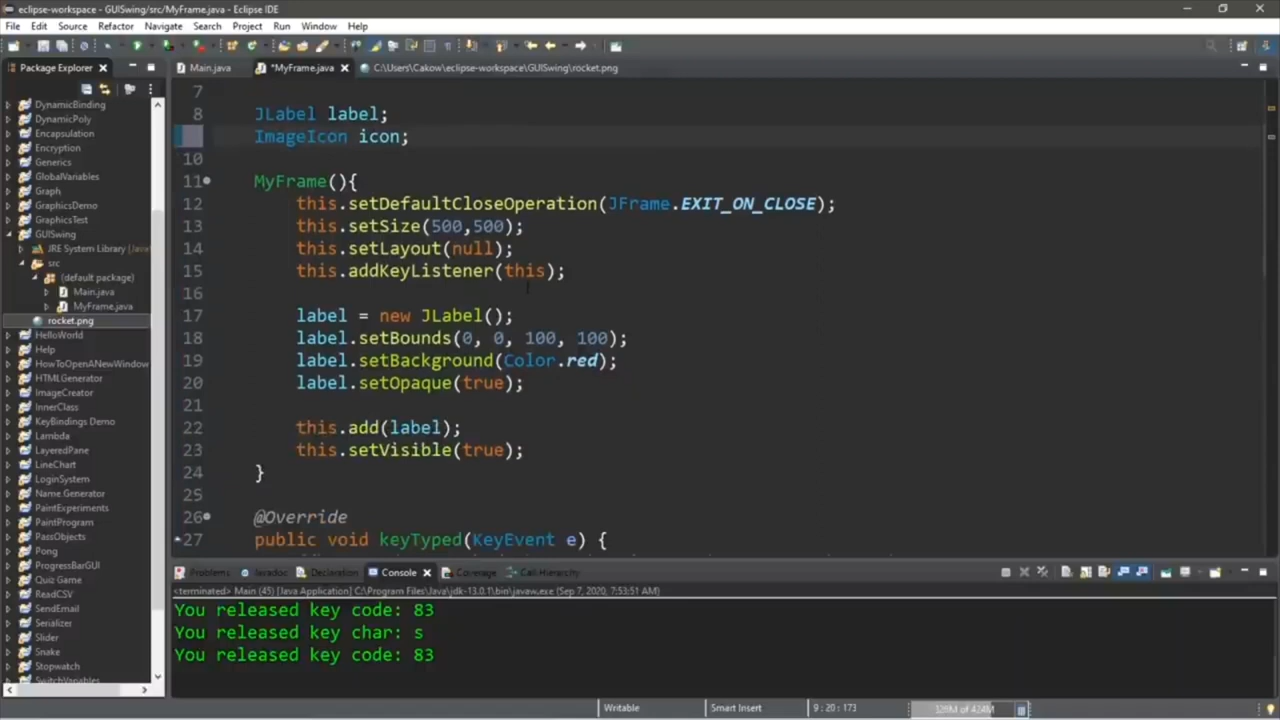 eclipse-workspace - GUISwing/src/MyFrame.java - Eclipse IDE
File Edit Source Refactor Navigate Search Project Run Window Help
Package Explorer
Main.java *MyFrame.java C:\Users\Cakow\eclipse-workspace\GUISwing\rocket.png
DynamicBinding
DynamicPoly
Encapsulation
Encryption
Generics
GlobalVariables
Graph
GraphicsDemo
GraphicsTest
GUISwing
JRE System Library [Java
src
(default package)
Main.java
MyFrame.java
rocket.png
HelloWorld
Help
HowToOpenANewWindow
HTMLGenerator
ImageCreator
InnerClass
KeyBindings Demo
Lambda
LayeredPane
LineChart
LoginSystem
Name Generator
PaintExperiments
PaintProgram
PassObjects
Pong
ProgressBarGUI
Quiz Game
ReadCSV
SendEmail
Serializer
Slider
Snake
Stopwatch
SwitchVariables
7
8 JLabel label;
ImageIcon icon;
10
11 MyFrame(){
12 this.setDefaultCloseOperation(JFrame.EXIT_ON_CLOSE);
13 this.setSize(500,500);
14 this.setLayout(null);
15 this.addKeyListener(this);
16
17 label = new JLabel();
18 label.setBounds(0, 0, 100, 100);
19 label.setBackground(Color.red);
20 label.setOpaque(true);
21
22 this.add(label);
23 this.setVisible(true);
24 }
25
26 @Override
27 public void keyTyped(KeyEvent e) {
Problems Javadoc Declaration Console Coverage Call Hierarchy
<terminated> Main (45) [Java Application] C:\Program Files\Java\jdk-13.0.1\bin\javaw.exe (Sep 7, 2020, 7:53:51 AM)
You released key code: 83
You released key char: s
You released key code: 83
Writable Smart Insert 9 : 20 : 173 328M of 424M